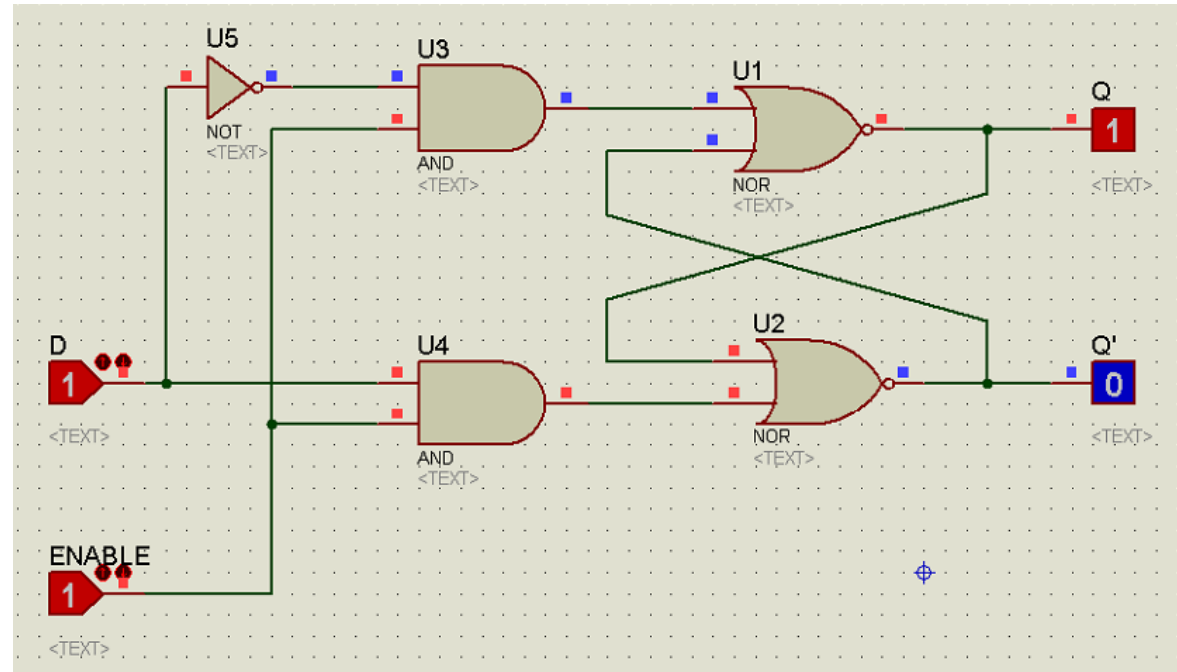 U5
NOT
<TEXT>
U3
AND
<TEXT>
U1
NOR
<TEXT>
Q
1
<TEXT>
D
1
<TEXT>
U4
AND
<TEXT>
U2
NOR
<TEXT>
Q'
0
<TEXT>
ENABLE
1
<TEXT>